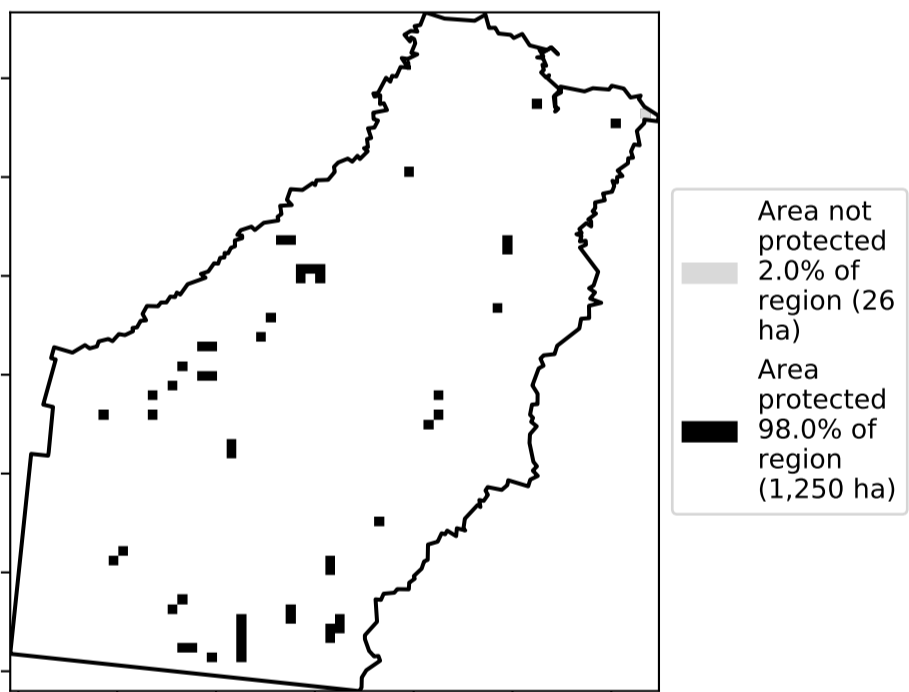 Area not
protected
2.0% of
region (26
ha)
Area
protected
98.0% of
region
(1,250 ha)